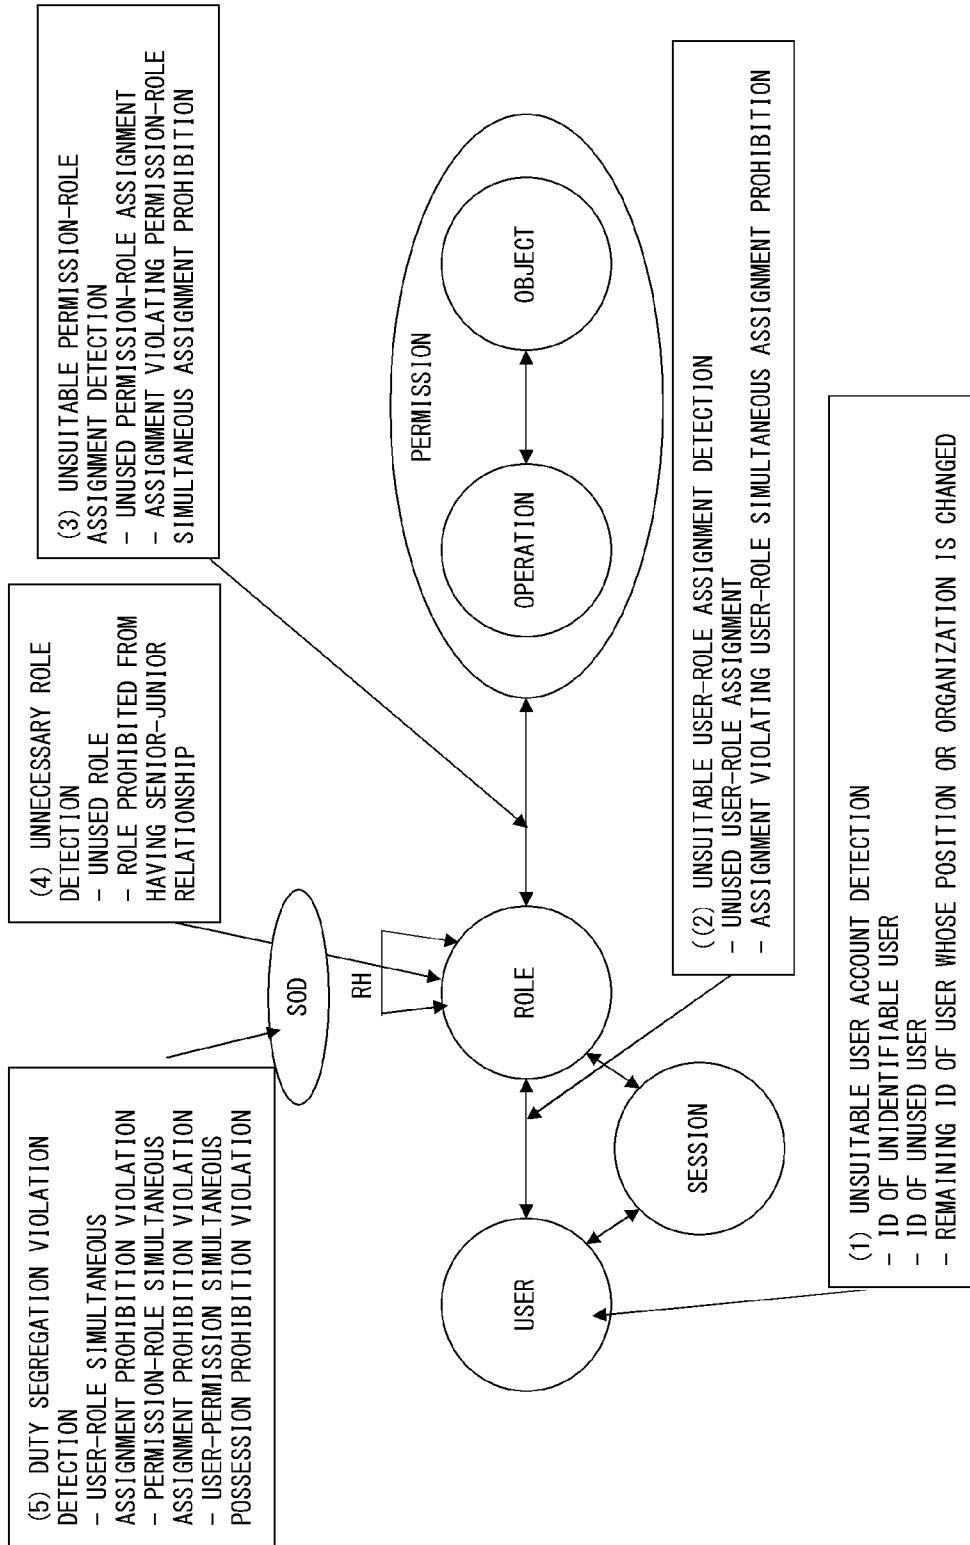 (5) DUTY SEGREGATION VIOLATION
DETECTION
- USER-ROLE SIMULTANEOUS
ASSIGNMENT PROHIBITION VIOLATION
- PERMISSION-ROLE SIMULTANEOUS
ASSIGNMENT PROHIBITION VIOLATION
- USER-PERMISSION SIMULTANEOUS
POSSESSION PROHIBITION VIOLATION
(4) UNNECESSARY ROLE
DETECTION
- UNUSED ROLE
- ROLE PROHIBITED FROM
HAVING SENIOR-JUNIOR
RELATIONSHIP
(3) UNSUITABLE PERMISSION-ROLE
ASSIGNMENT DETECTION
- UNUSED PERMISSION-ROLE ASSIGNMENT
- ASSIGNMENT VIOLATING PERMISSION-ROLE
SIMULTANEOUS ASSIGNMENT PROHIBITION
SOD
RH
PERMISSION
USER
ROLE
OPERATION
OBJECT
SESSION
((2) UNSUITABLE USER-ROLE ASSIGNMENT DETECTION
- UNUSED USER-ROLE ASSIGNMENT
- ASSIGNMENT VIOLATING USER-ROLE SIMULTANEOUS ASSIGNMENT PROHIBITION
(1) UNSUITABLE USER ACCOUNT DETECTION
- ID OF UNIDENTIFIABLE USER
- ID OF UNUSED USER
- REMAINING ID OF USER WHOSE POSITION OR ORGANIZATION IS CHANGED